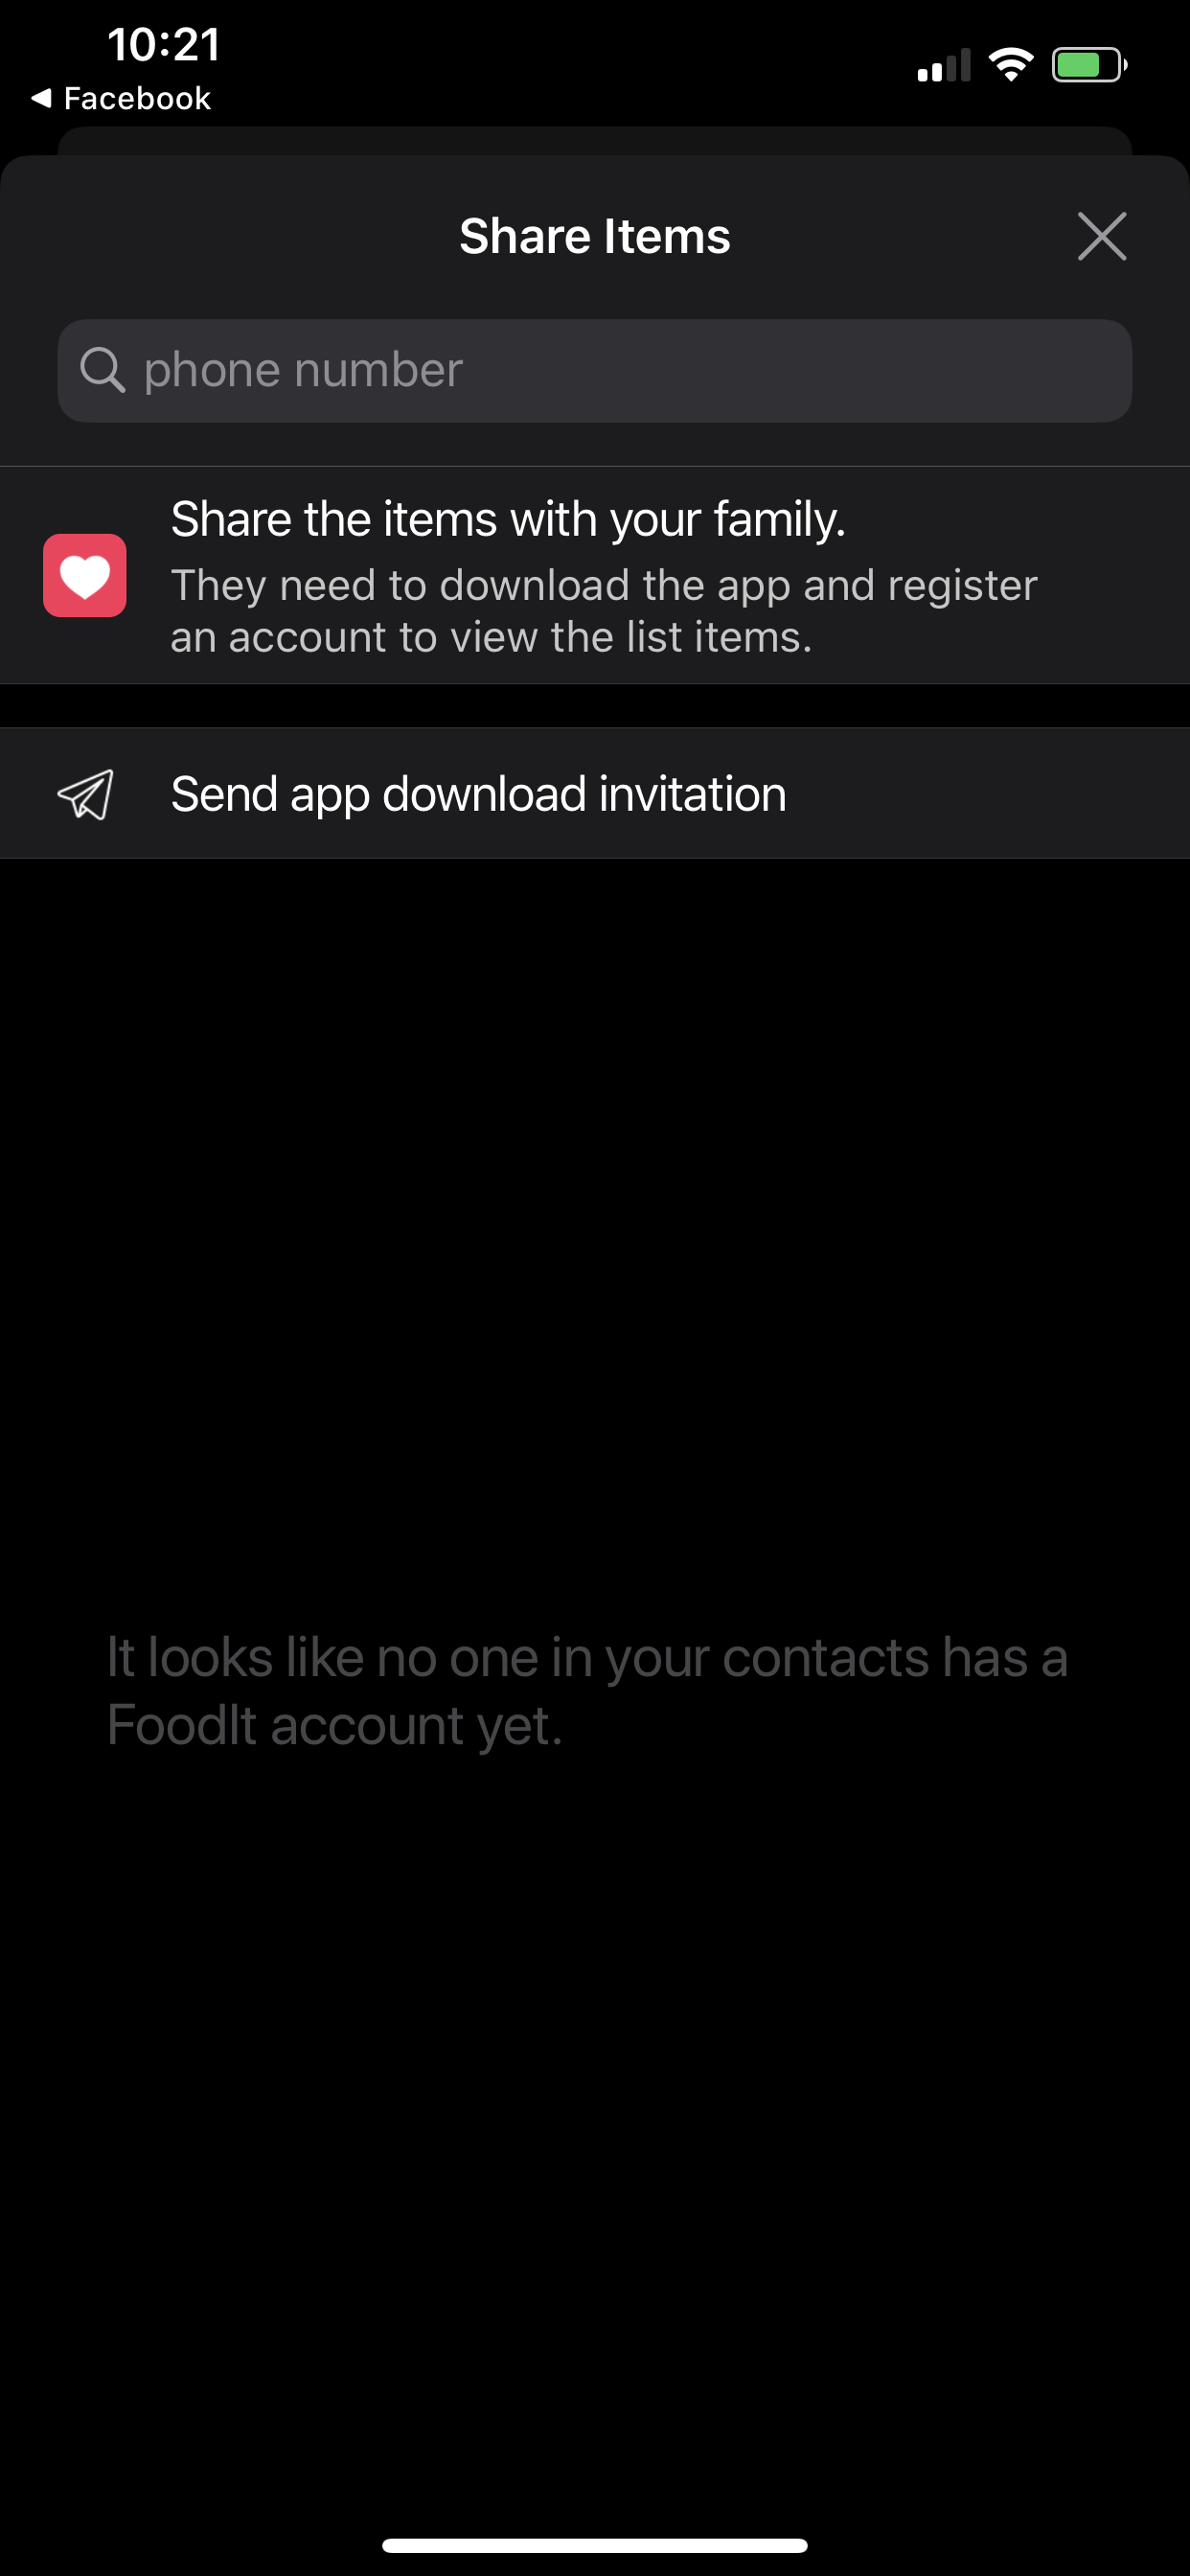 10:21
◀ Facebook
Share Items
phone number
Share the items with your family.
They need to download the app and register
an account to view the list items.
Send app download invitation
It looks like no one in your contacts has a
FoodIt account yet.